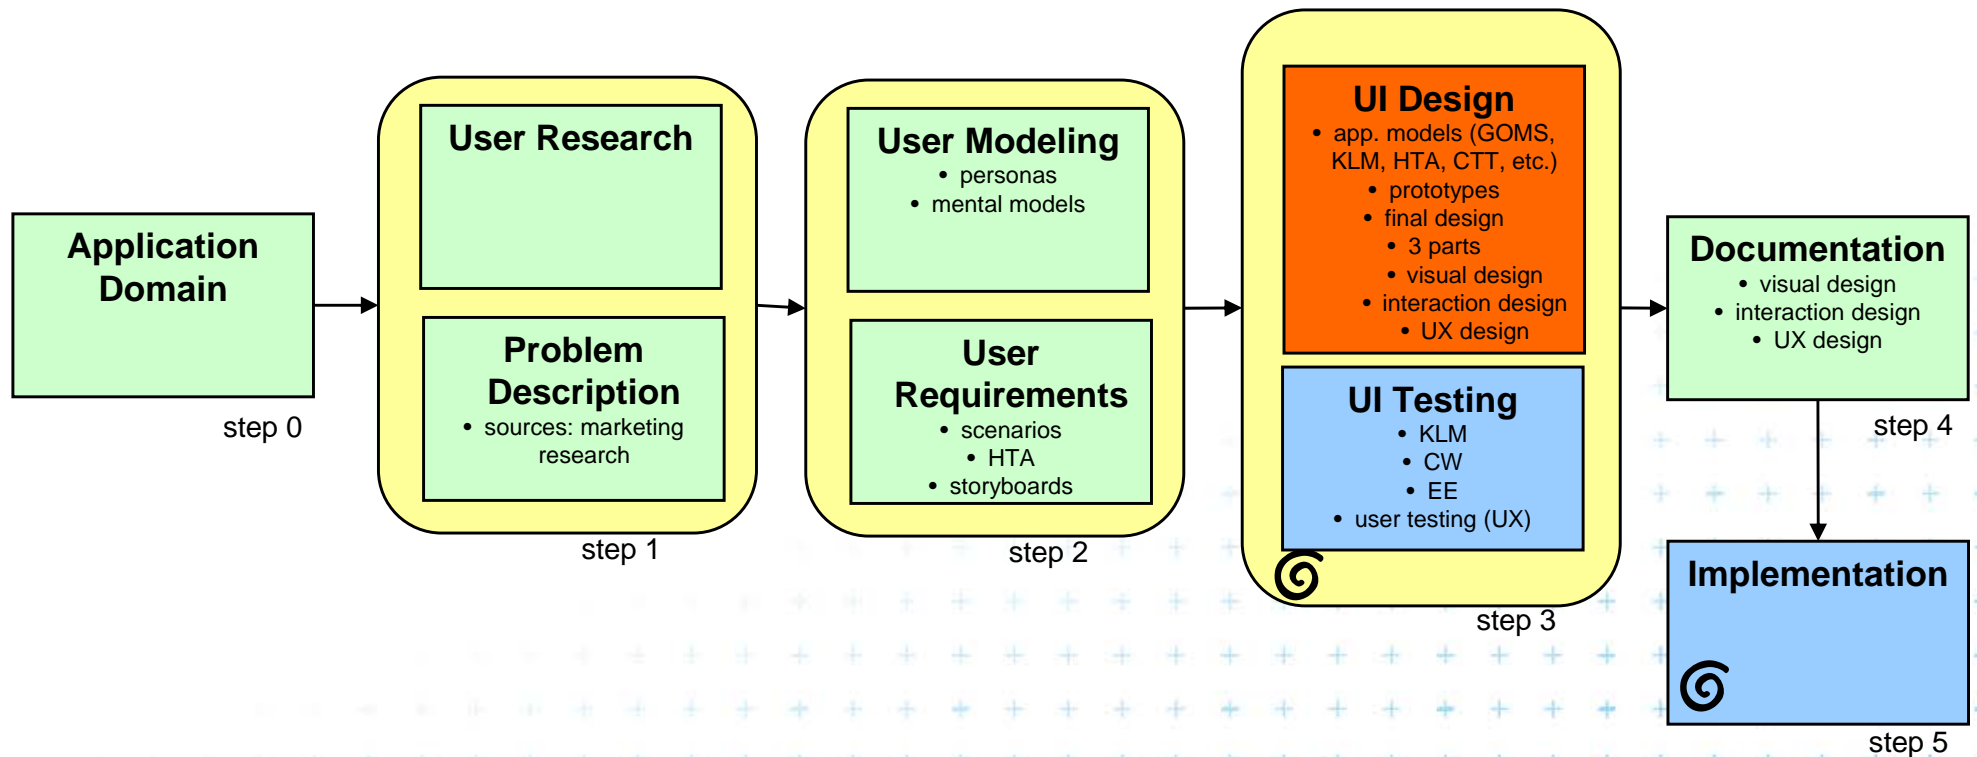 Application
Domain
step 0
User Research
Problem
Description
• sources: marketing
research
step 1
User Modeling
• personas
• mental models
User
Requirements
• scenarios
• HTA
• storyboards
step 2
UI Design
• app. models (GOMS,
KLM, HTA, CTT, etc.)
• prototypes
• final design
• 3 parts
• visual design
• interaction design
• UX design
UI Testing
• KLM
• CW
• EE
• user testing (UX)
step 3
Documentation
• visual design
• interaction design
• UX design
step 4
Implementation
step 5